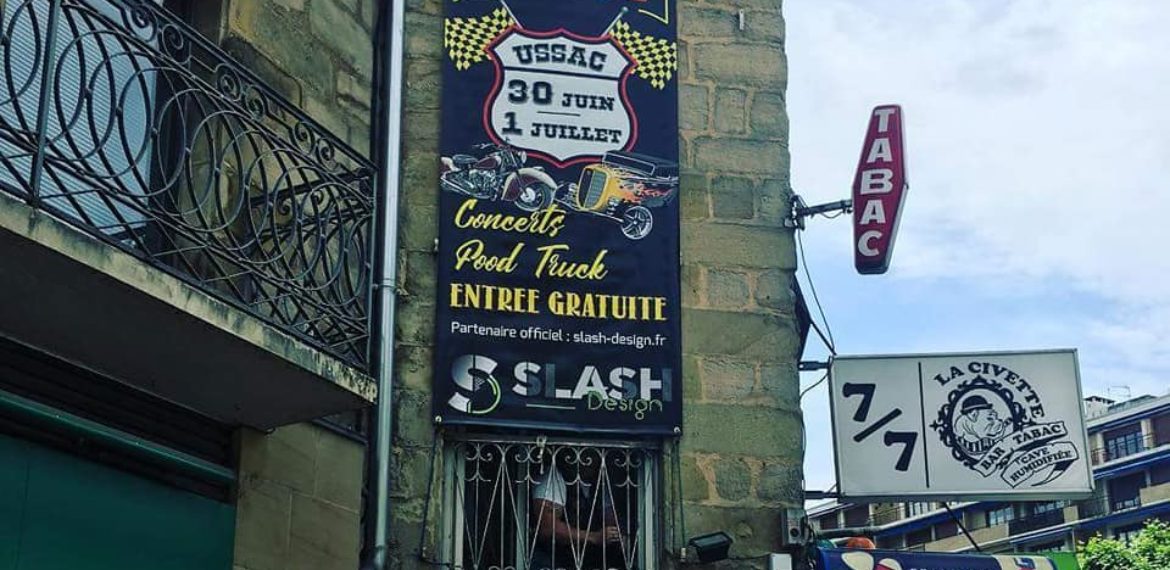 USSAC
30 JUIN
1 JUILLET
Concerts
Food Truck
ENTREE GRATUITE
Partenaire officiel : slash-design.fr
S SLASH
Design
TABAC
7/7
LA CIVETTE
BAR TABAC
CAVE
HUMIDIFIÉE